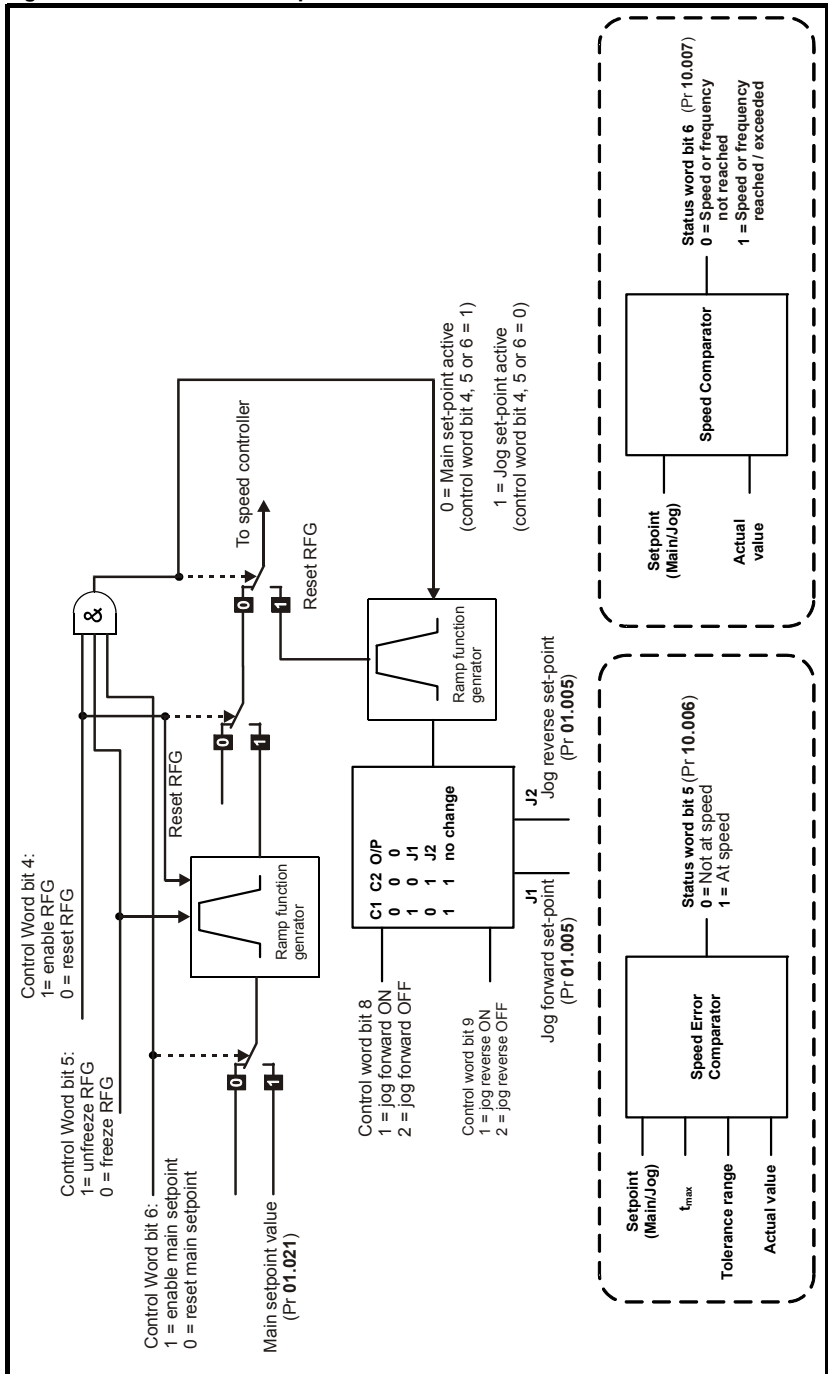 Control Word bit 4:
1= enable RFG
0 = reset RFG
Control Word bit 5:
1= unfreeze RFG
0 = freeze RFG
Control Word bit 6:
1 = enable main setpoint
0 = reset main setpoint
Main setpoint value
(Pr 01.021)
0
1
Ramp function
genrator
Reset RFG
0
1
&
0
1
To speed controller
Reset RFG
Control word bit 8
1 = jog forward ON
2 = jog forward OFF
Control word bit 9
1 = jog reverse ON
2 = jog reverse OFF
C1 C2 O/P
0 0 0
1 0 J1
0 1 J2
1 1 no change
J1
Jog forward set-point
(Pr 01.005)
J2
Jog reverse set-point
(Pr 01.005)
Ramp function
genrator
0 = Main set-point active
(control word bit 4, 5 or 6 = 1)
1 = Jog set-point active
(control word bit 4, 5 or 6 = 0)
Setpoint
(Main/Jog)
tmax
Tolerance range
Actual value
Speed Error
Comparator
Status word bit 5 (Pr 10.006)
0 = Not at speed
1 = At speed
Setpoint
(Main/Jog)
Actual
value
Speed Comparator
Status word bit 6 (Pr 10.007)
0 = Speed or frequency
not reached
1 = Speed or frequency
reached / exceeded